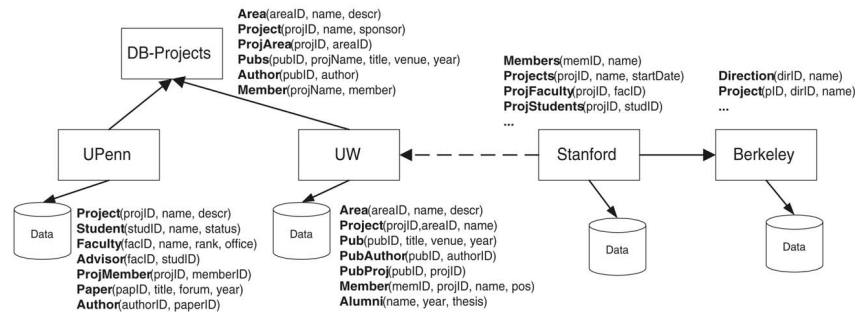 DB-Projects
Area(areaID, name, descr)
Project(projID, name, sponsor)
ProjArea(projID, areaID)
Pubs(pubID, projName, title, venue, year)
Author(pubID, author)
Member(projName, member)
Members(memID, name)
Projects(projID, name, startDate)
ProjFaculty(projID, facID)
ProjStudents(projID, studID)
...
Direction(dirID, name)
Project(pID, dirID, name)
...
UPenn
UW
Stanford
Berkeley
Data
Project(projID, name, descr)
Student(studID, name, status)
Faculty(facID, name, rank, office)
Advisor(facID, studID)
ProjMember(projID, memberID)
Paper(papID, title, forum, year)
Author(authorID, paperID)
Data
Area(areaID, name, descr)
Project(projID,areaID, name)
Pub(pubID, title, venue, year)
PubAuthor(pubID, authorID)
PubProj(pubID, projID)
Member(memID, projID, name, pos)
Alumni(name, year, thesis)
Data
Data